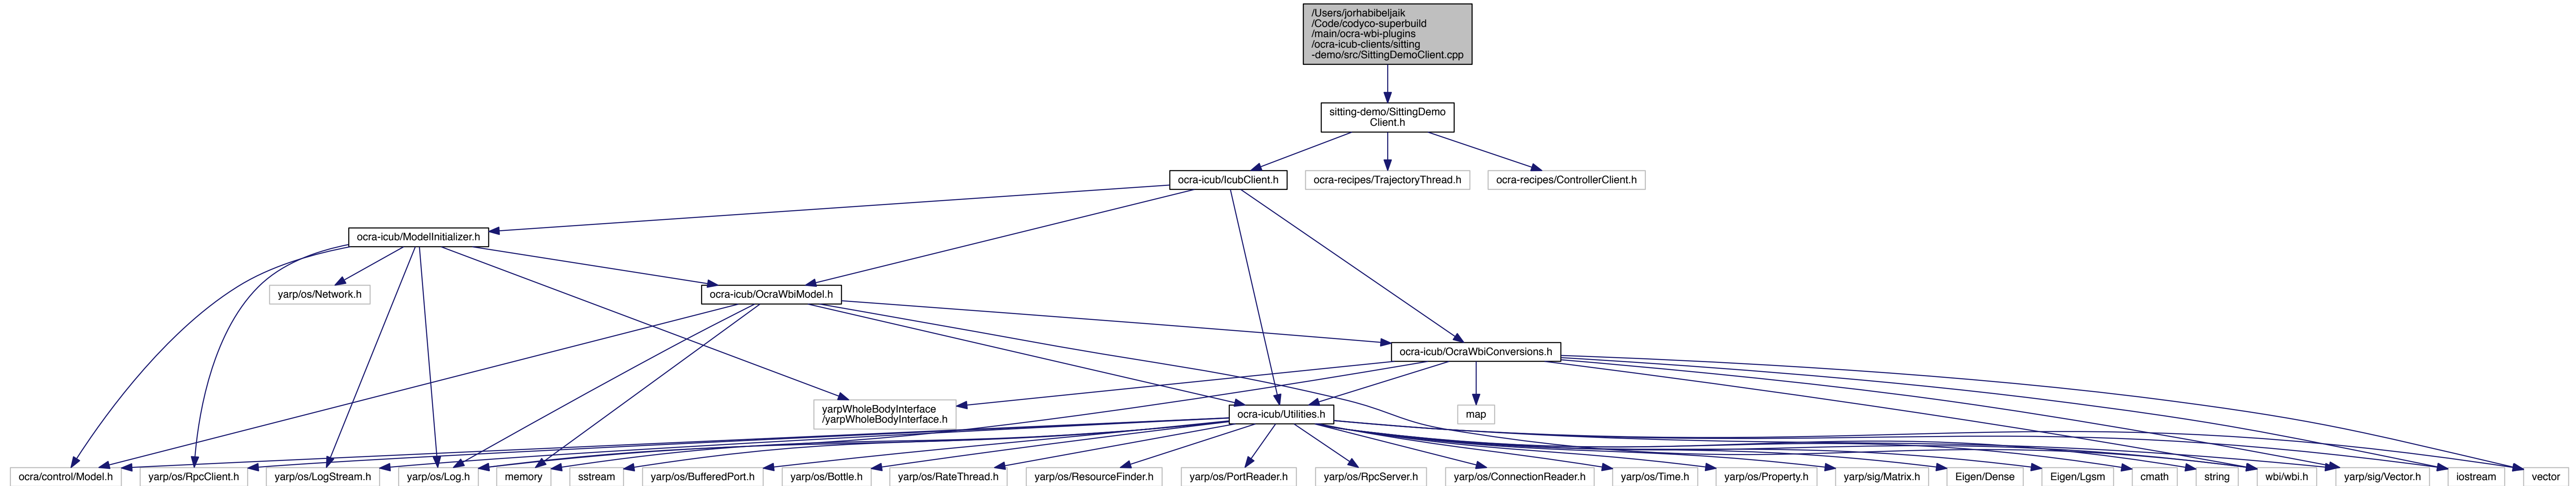 /Users/jorhabibeljaik
/Code/codyco-superbuild
/main/ocra-wbi-plugins
/ocra-icub-clients/sitting
-demo/src/SittingDemoClient.cpp
sitting-demo/SittingDemo
Client.h
ocra-icub/IcubClient.h
ocra-recipes/TrajectoryThread.h
ocra-recipes/ControllerClient.h
ocra-icub/ModelInitializer.h
yarp/os/Network.h
ocra-icub/OcraWbiModel.h
ocra-icub/OcraWbiConversions.h
yarpWholeBodyInterface
/yarpWholeBodyInterface.h
ocra-icub/Utilities.h
map
ocra/control/Model.h
yarp/os/RpcClient.h
yarp/os/LogStream.h
yarp/os/Log.h
memory
sstream
yarp/os/BufferedPort.h
yarp/os/Bottle.h
yarp/os/RateThread.h
yarp/os/ResourceFinder.h
yarp/os/PortReader.h
yarp/os/RpcServer.h
yarp/os/ConnectionReader.h
yarp/os/Time.h
yarp/os/Property.h
yarp/sig/Matrix.h
Eigen/Dense
Eigen/Lgsm
cmath
string
wbi/wbi.h
yarp/sig/Vector.h
iostream
vector